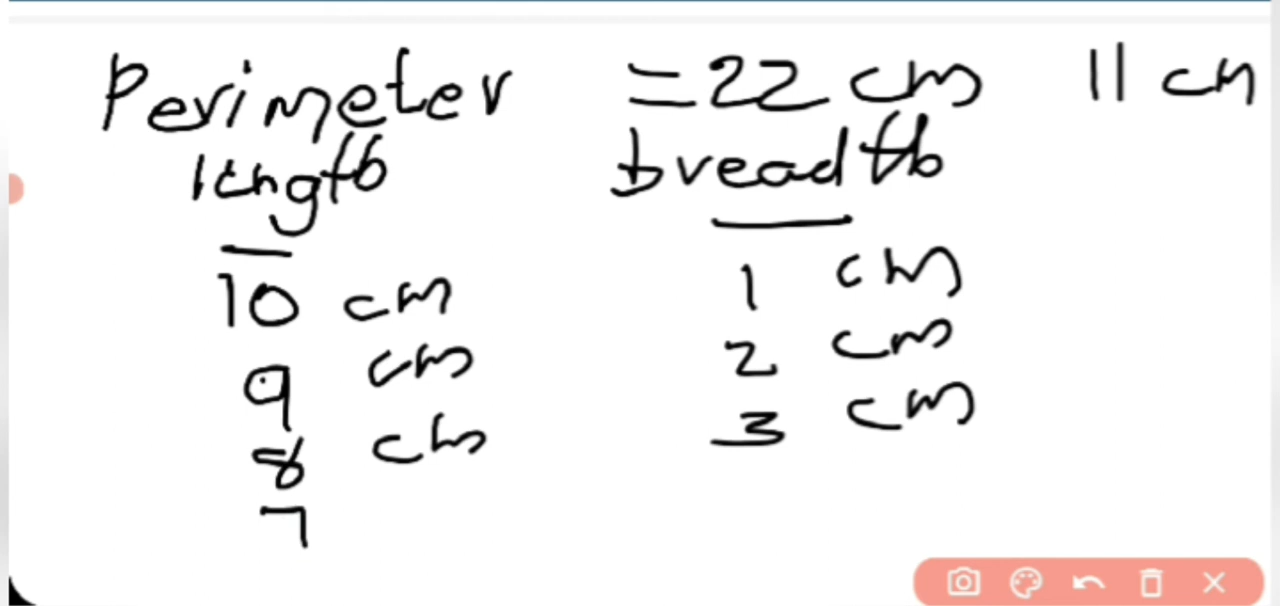 Perimeter = 22 cm 11 cm
length breadth
10 cm 1 cm
9 cm 2 cm
8 cm 3 cm
7